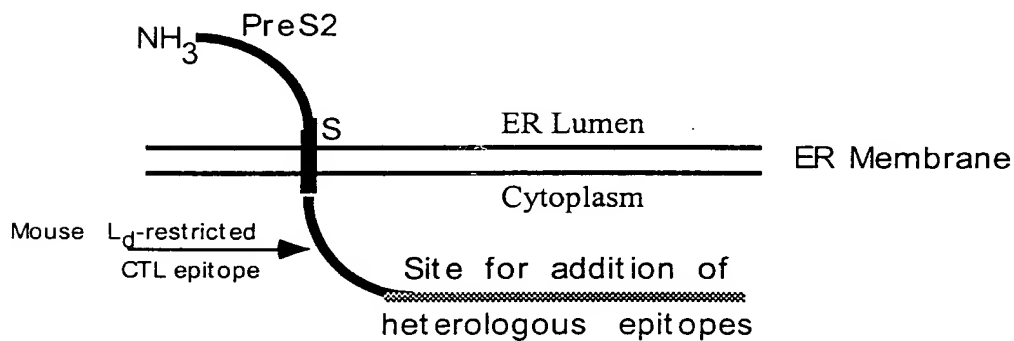 PreS2
NH3
S
ER Lumen
ER Membrane
Cytoplasm
Mouse Ld-restricted
CTL epitope
Site for addition of
heterologous epitopes